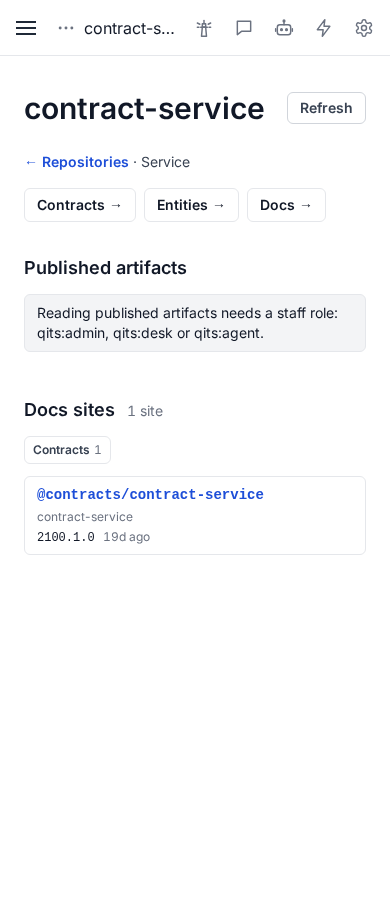 contract-s...
contract-service
Refresh
← Repositories · Service
Contracts →
Entities →
Docs →
Published artifacts
Reading published artifacts needs a staff role:
qits:admin, qits:desk or qits:agent.
Docs sites 1 site
Contracts 1
@contracts/contract-service
contract-service
2100.1.0 19d ago